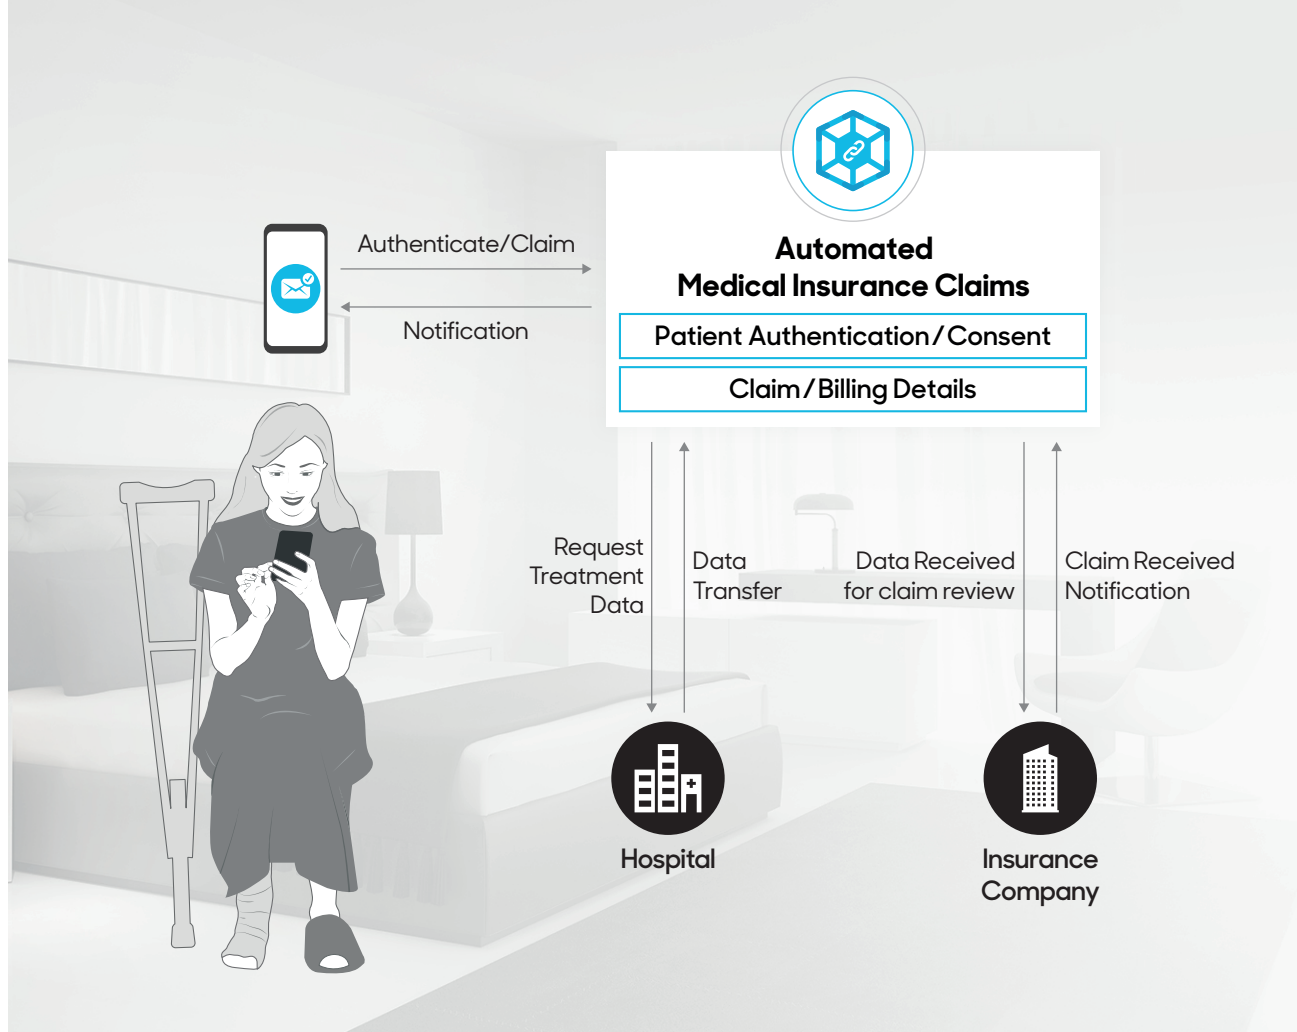 Automated
Medical Insurance Claims
Patient Authentication/Consent
Claim/Billing Details
Authenticate/Claim
Notification
Request
Treatment
Data
Data
Transfer
Data Received
for claim review
Claim Received
Notification
Hospital
Insurance
Company